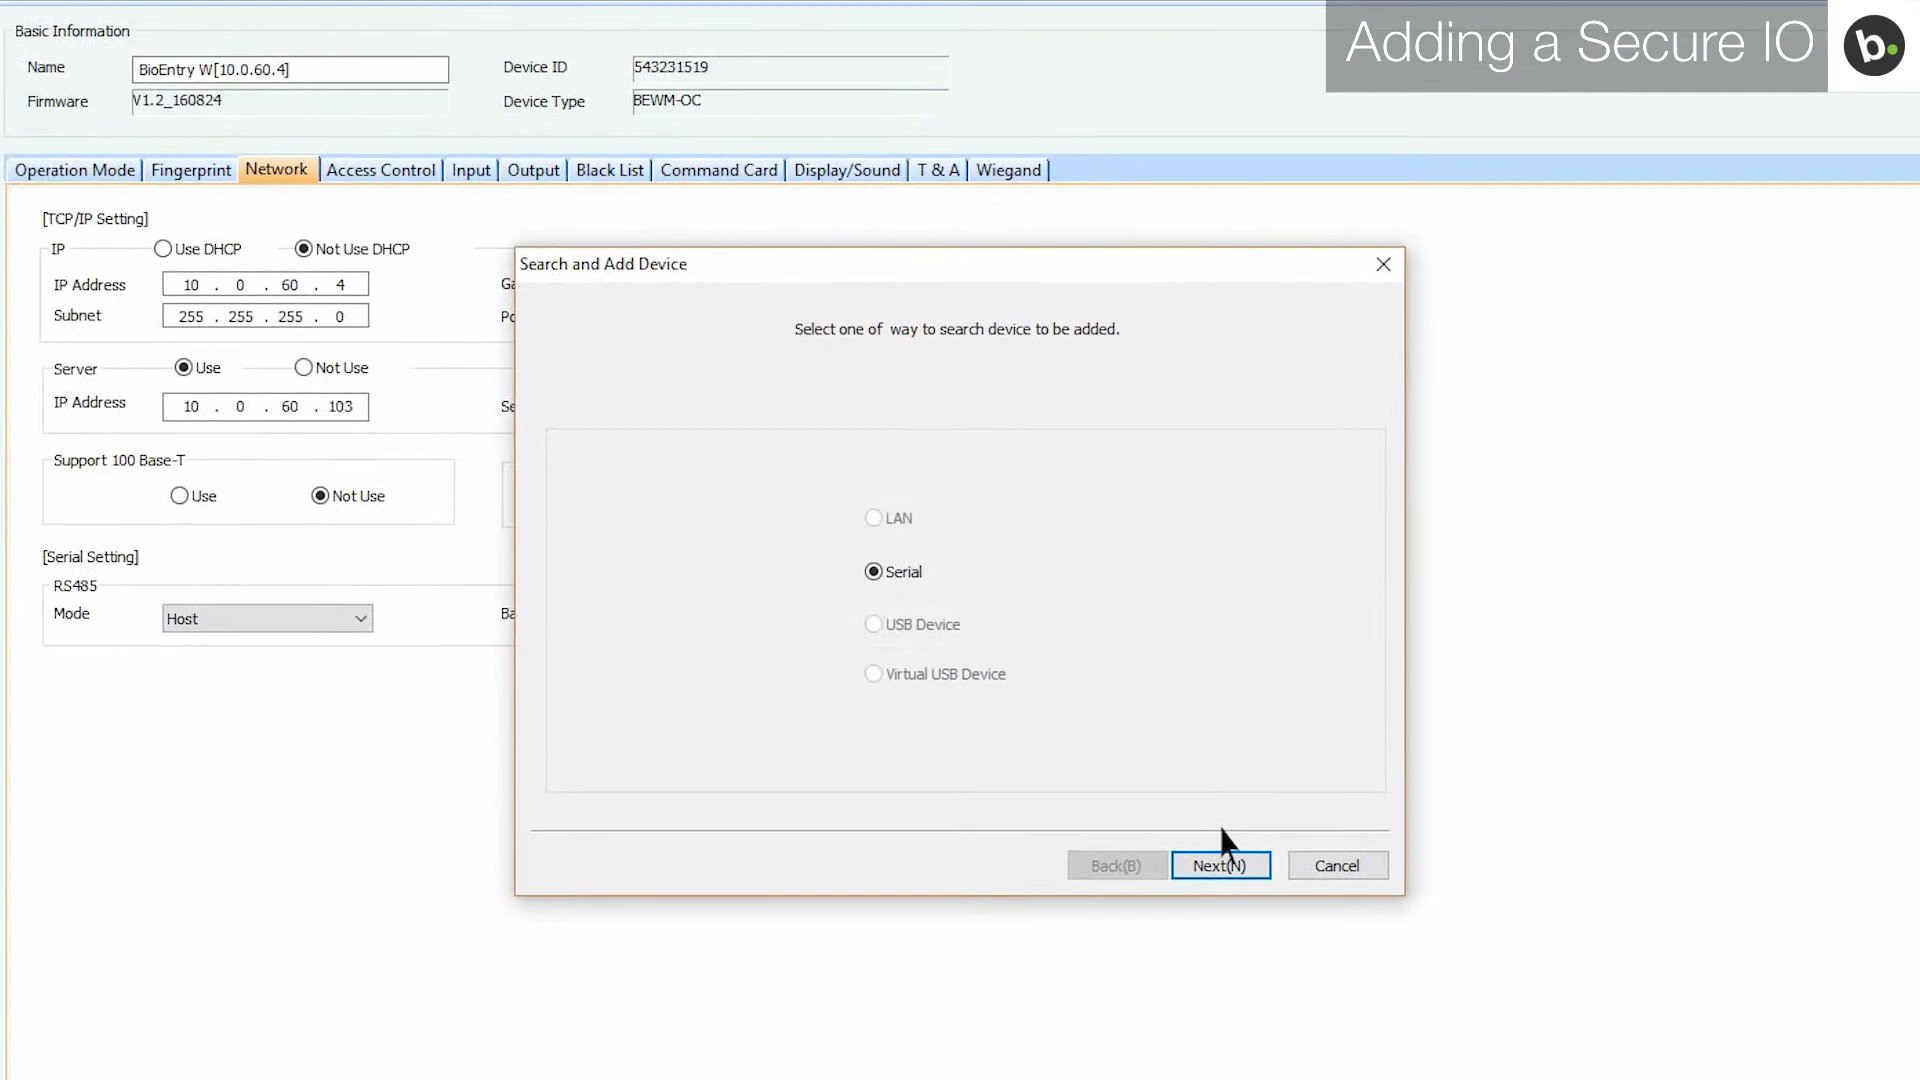 Adding a Secure IO
b.
Basic Information
Name BioEntry W[10.0.60.4] Device ID 543231519
Firmware V1.2_160824 Device Type BEWM-OC
Operation Mode Fingerprint Network Access Control Input Output Black List Command Card Display/Sound T & A Wiegand
[TCP/IP Setting]
IP Use DHCP Not Use DHCP
IP Address 10 . 0 . 60 . 4
Subnet 255 . 255 . 255 . 0
Server Use Not Use
IP Address 10 . 0 . 60 . 103
Support 100 Base-T
Use Not Use
[Serial Setting]
RS485
Mode Host
Search and Add Device
Select one of way to search device to be added.
LAN
Serial
USB Device
Virtual USB Device
Back(B) Next(N) Cancel